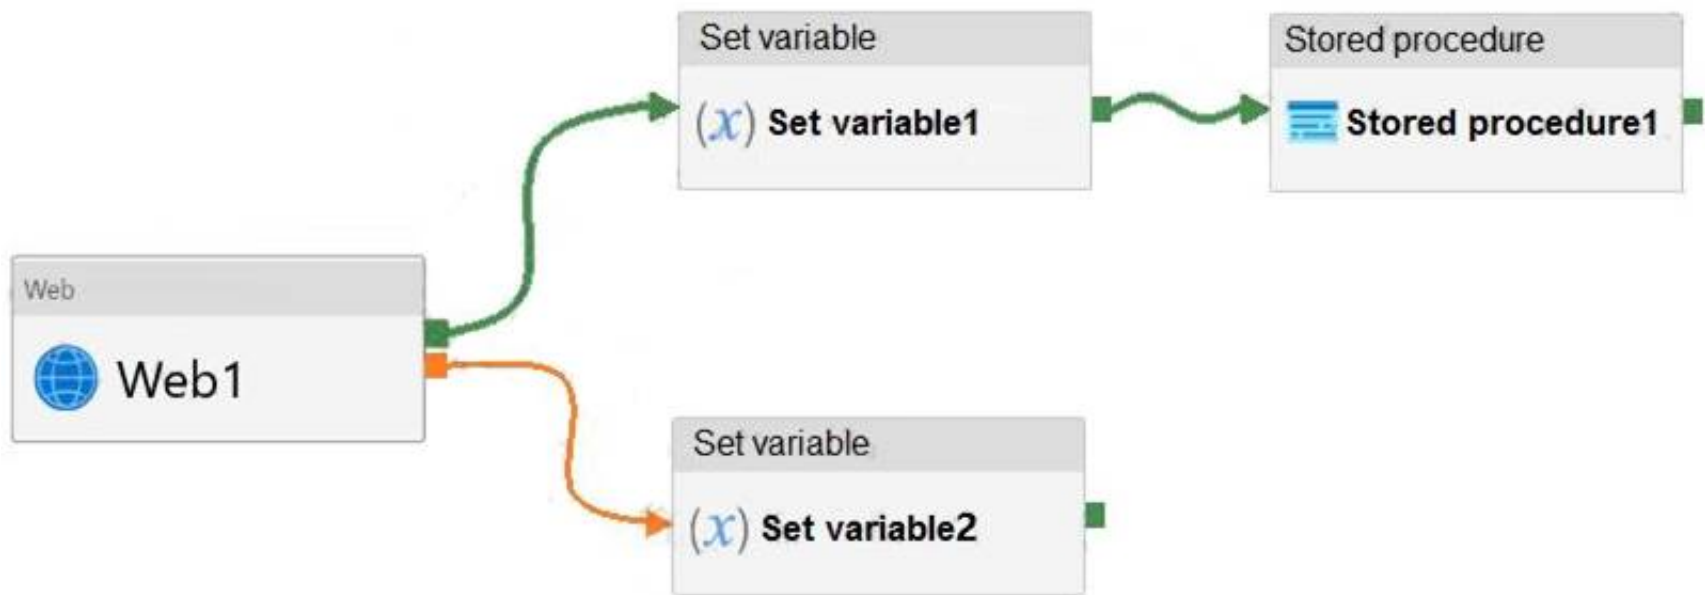 Set variable
(x) Set variable1
Stored procedure
Stored procedure1
Web
Web1
Set variable
(x) Set variable2